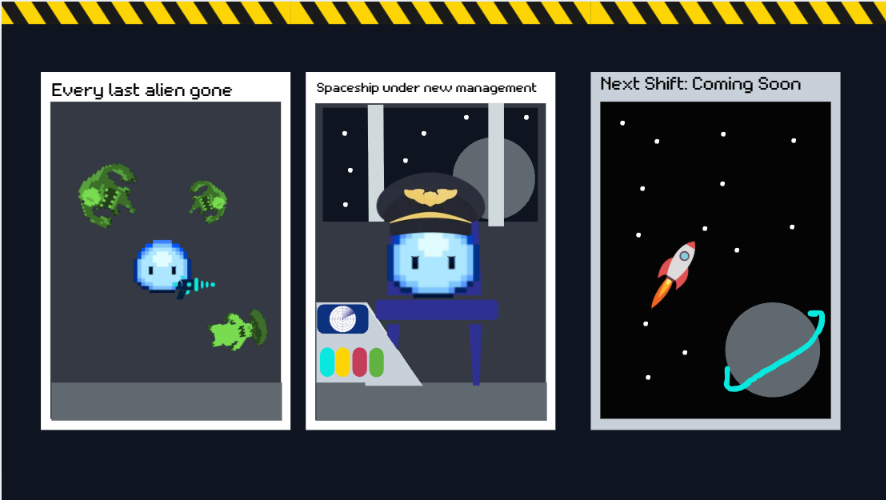 Every last alien gone
Spaceship under new management
Next Shift: Coming Soon